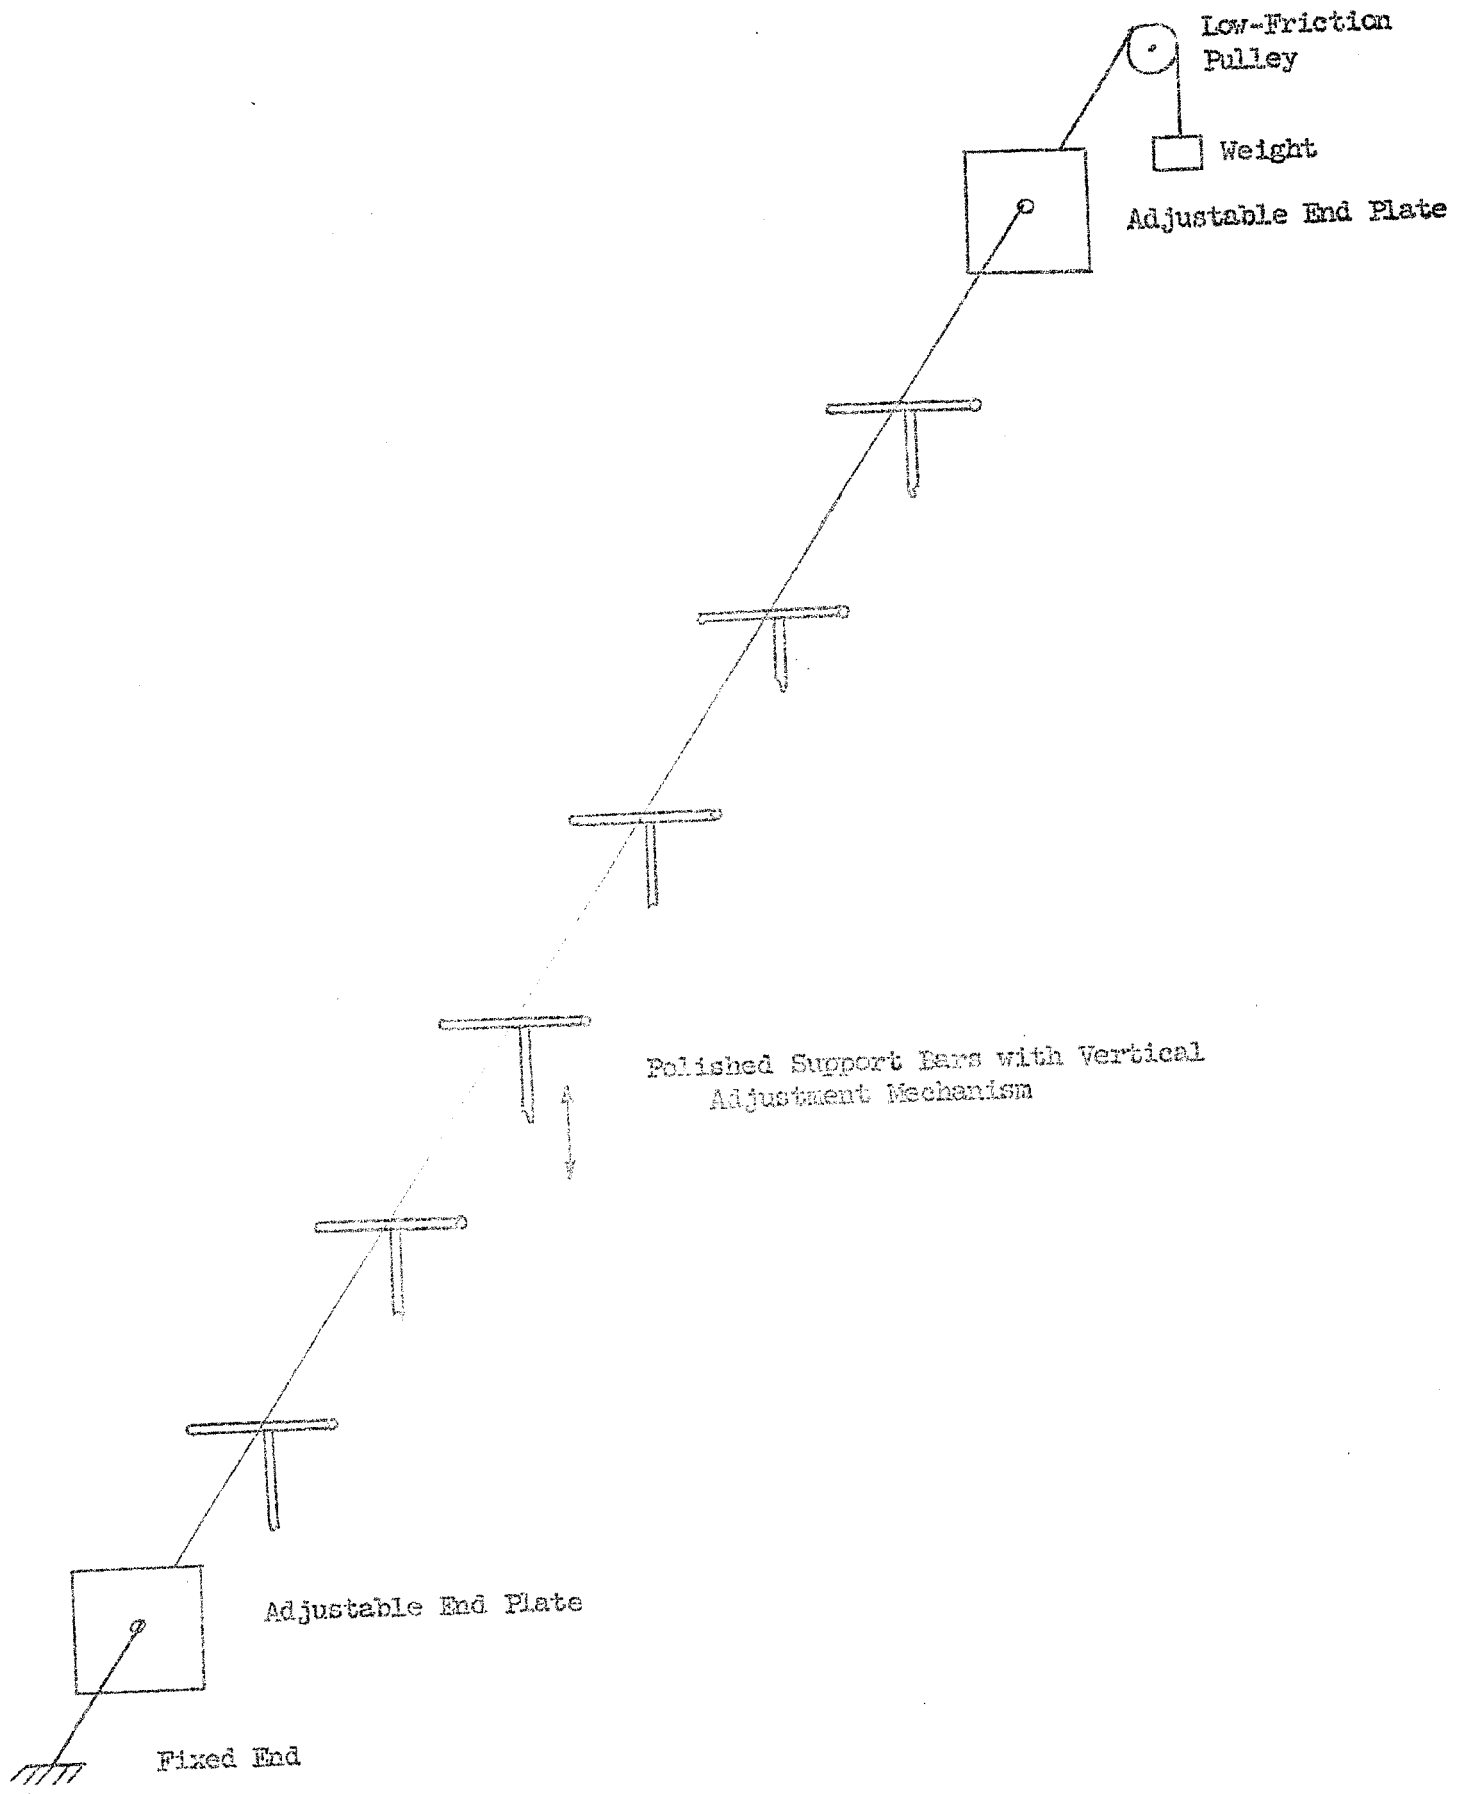 Low-Friction
Pulley
Weight
Adjustable End Plate
Polished Support Bars with Vertical
Adjustment Mechanism
Adjustable End Plate
Fixed End